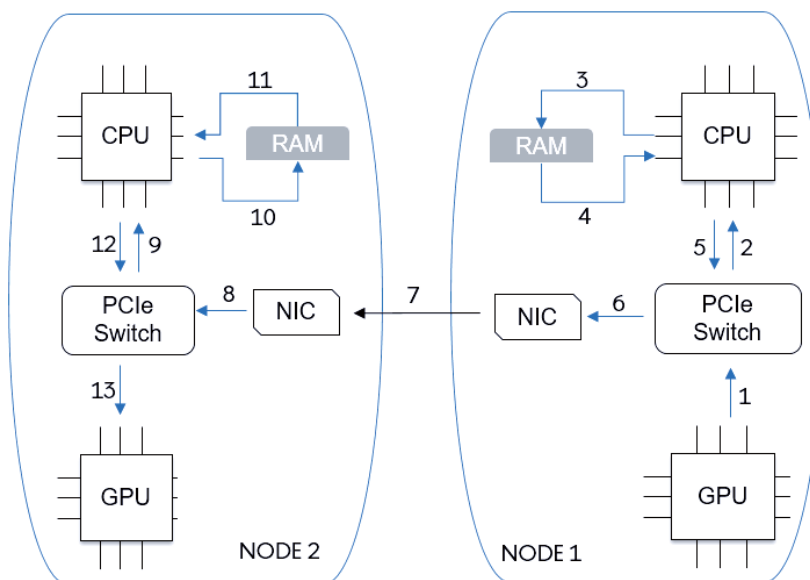 11
CPU
RAM
10
12
9
PCIe
Switch
8
NIC
13
GPU
NODE 2
7
3
CPU
RAM
4
5
2
PCIe
Switch
6
NIC
1
GPU
NODE 1